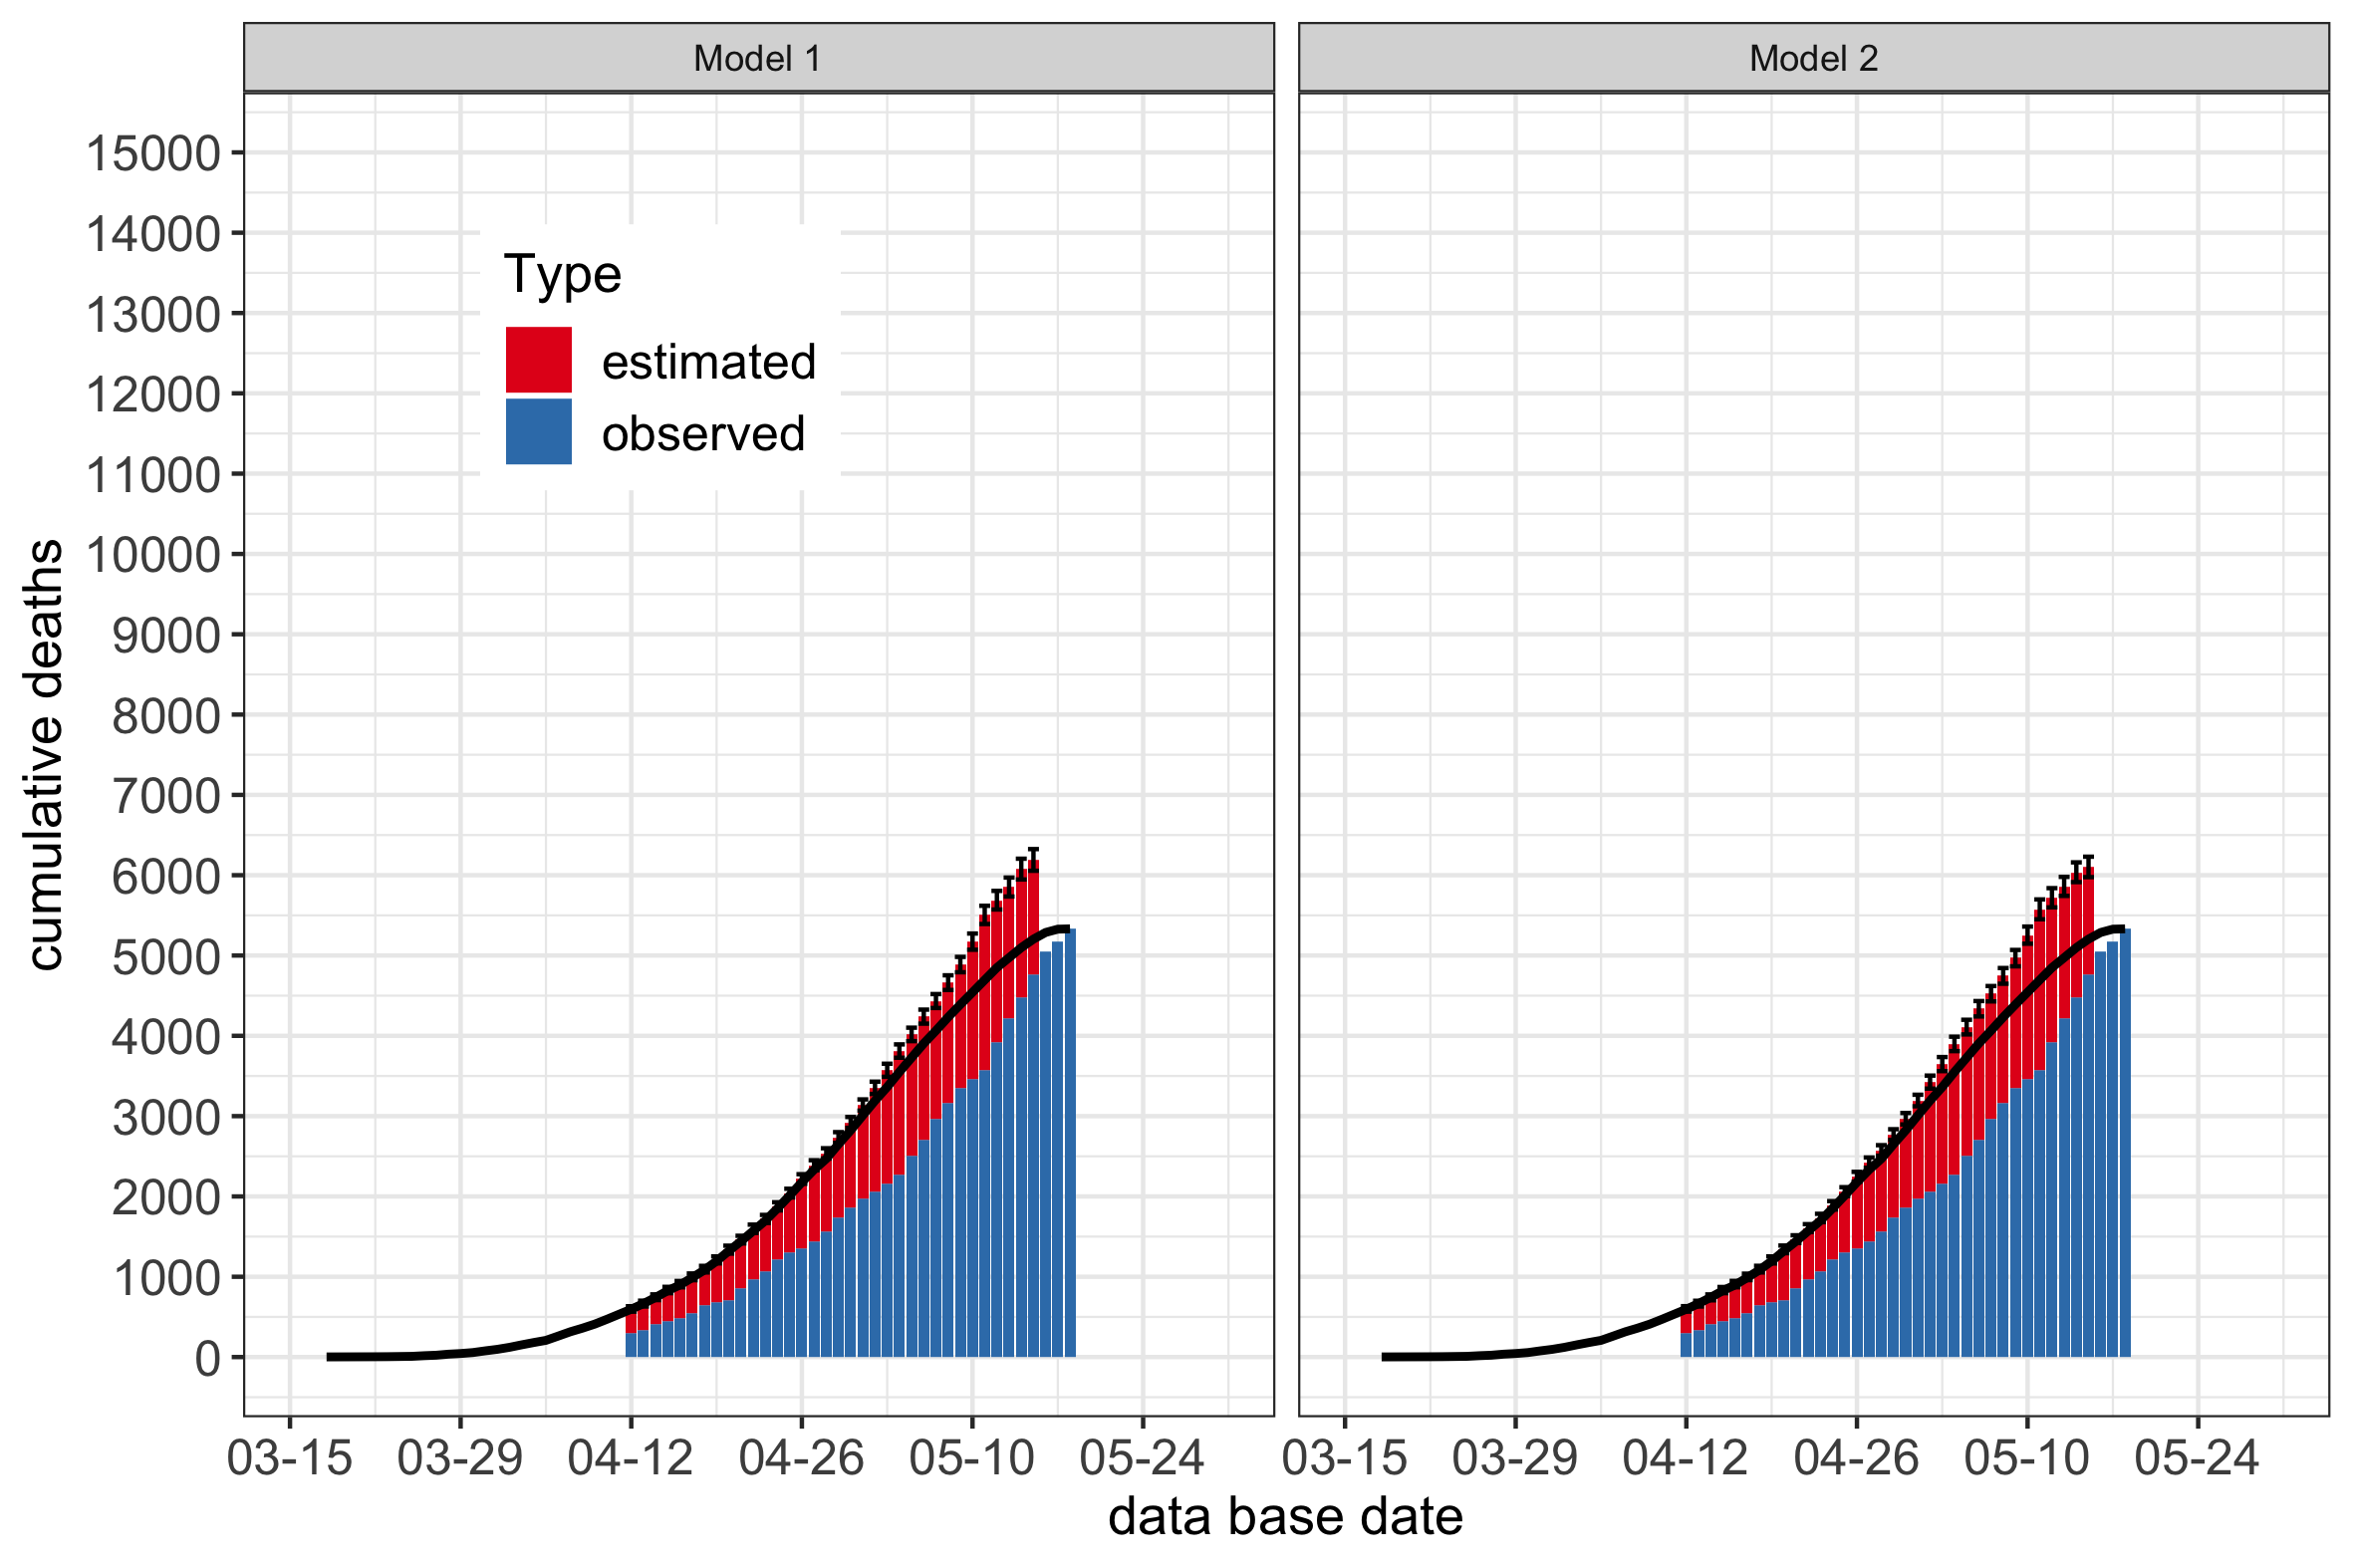 Model 1
Model 2
15000
14000
13000
12000
11000
10000
9000
8000
7000
6000
5000
4000
3000
2000
1000
0
cumulative deaths
Type
estimated
observed
03-15 03-29 04-12 04-26 05-10 05-24
03-15 03-29 04-12 04-26 05-10 05-24
data base date